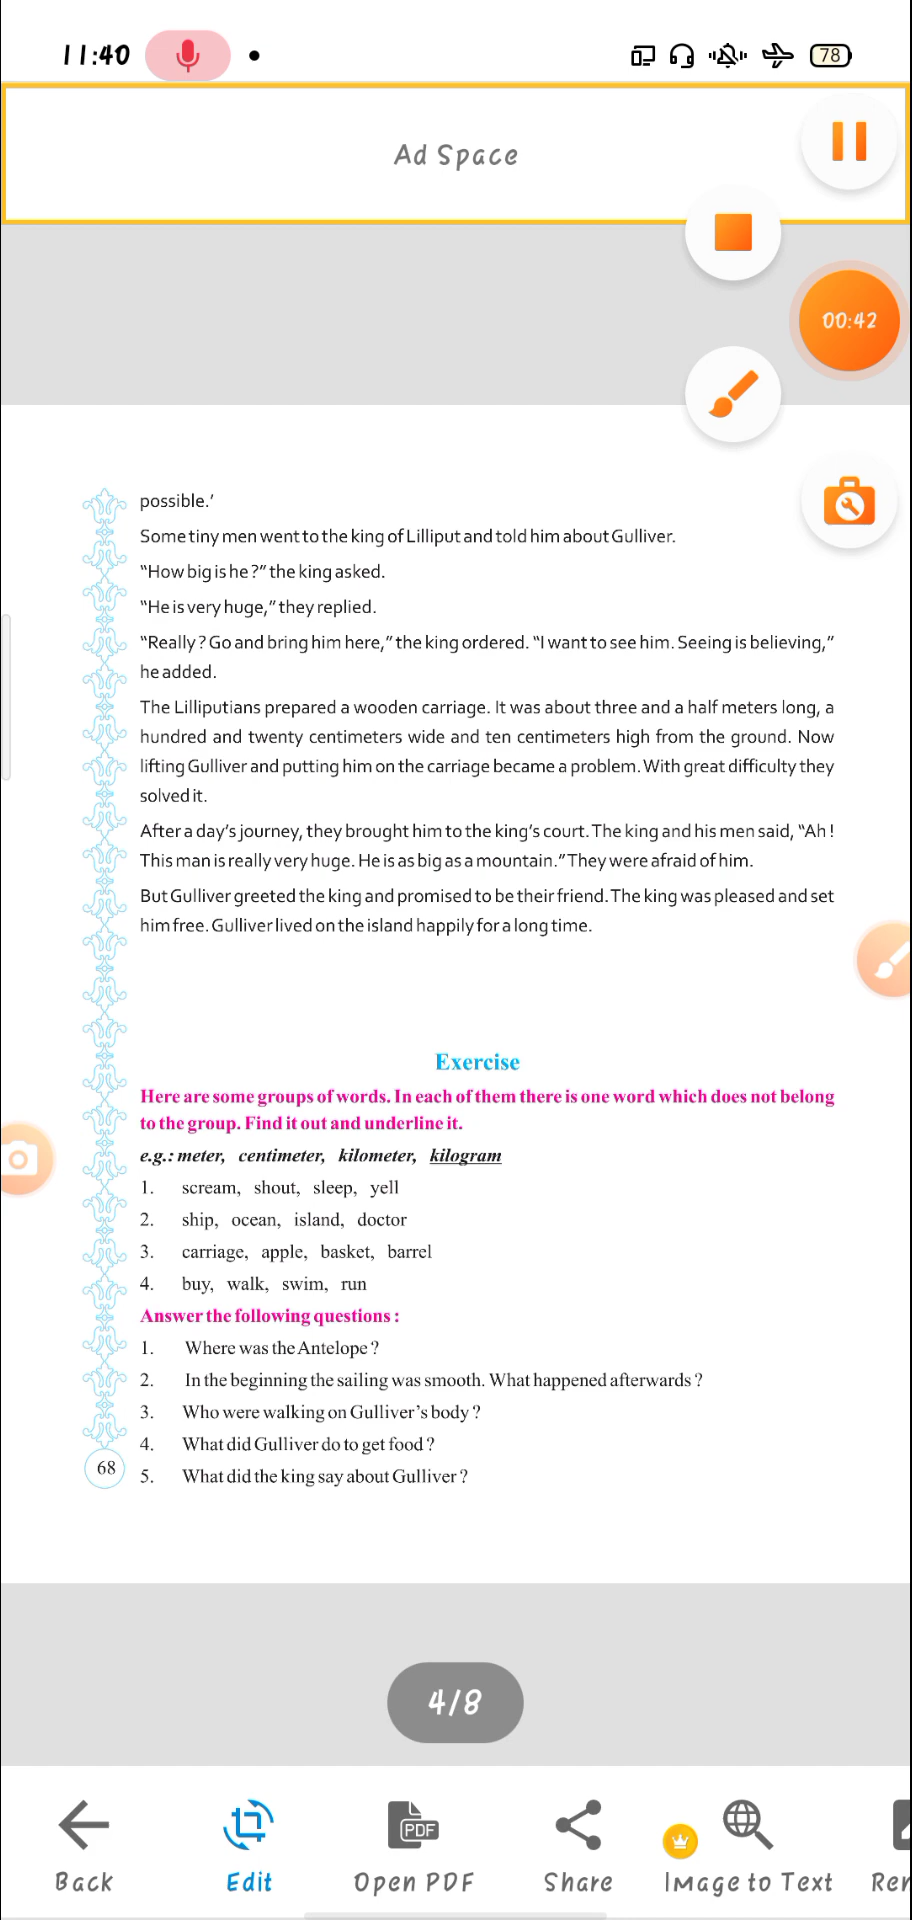 11:40
78
Ad Space
00:42
possible.’
Some tiny men went to the king of Lilliput and told him about Gulliver.
“How big is he ?” the king asked.
“He is very huge,” they replied.
“Really ? Go and bring him here,” the king ordered. “I want to see him. Seeing is believing,”
he added.
The Lilliputians prepared a wooden carriage. It was about three and a half meters long, a
hundred and twenty centimeters wide and ten centimeters high from the ground. Now
lifting Gulliver and putting him on the carriage became a problem. With great difficulty they
solved it.
After a day’s journey, they brought him to the king’s court. The king and his men said, “Ah !
This man is really very huge. He is as big as a mountain.” They were afraid of him.
But Gulliver greeted the king and promised to be their friend. The king was pleased and set
him free. Gulliver lived on the island happily for a long time.
Exercise
Here are some groups of words. In each of them there is one word which does not belong
to the group. Find it out and underline it.
e.g.: meter, centimeter, kilometer, kilogram
1. scream, shout, sleep, yell
2. ship, ocean, island, doctor
3. carriage, apple, basket, barrel
4. buy, walk, swim, run
Answer the following questions :
1. Where was the Antelope ?
2. In the beginning the sailing was smooth. What happened afterwards ?
3. Who were walking on Gulliver’s body ?
4. What did Gulliver do to get food ?
68
5. What did the king say about Gulliver ?
4/8
PDF
Back Edit Open PDF Share Image to Text